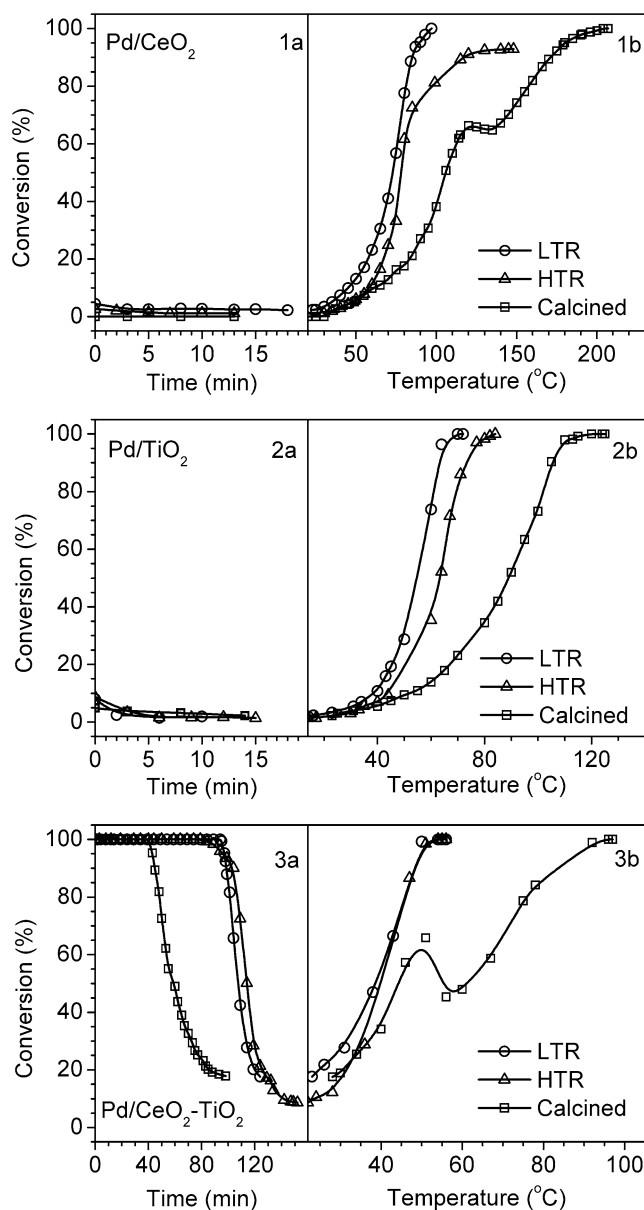 Pd/CeO₂
1a
1b
Conversion (%)
100
80
60
40
20
0
LTR
HTR
Calcined
0 5 10 15
50 100 150 200
Time (min)
Temperature (°C)
Pd/TiO₂
2a
2b
Conversion (%)
100
80
60
40
20
0
LTR
HTR
Calcined
0 5 10 15
40 80 120
Time (min)
Temperature (°C)
3a
3b
Conversion (%)
100
80
60
40
20
0
Pd/CeO₂-TiO₂
LTR
HTR
Calcined
0 40 80 120
40 60 80 100
Time (min)
Temperature (°C)